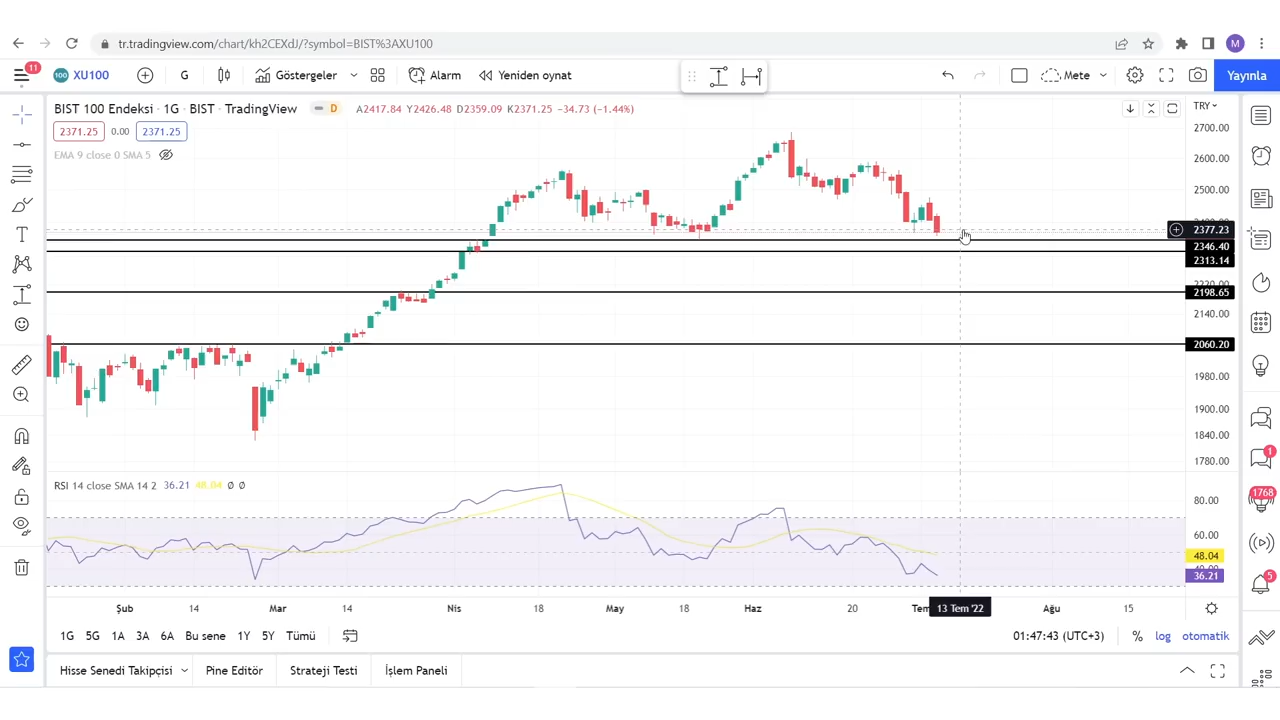 tr.tradingview.com/chart/kh2CEXdJ/?symbol=BIST%3AXU100
M
11
100 XU100 G Göstergeler Alarm Yeniden oynat Mete Yayınla
BIST 100 Endeksi · 1G · BIST · TradingView D A2417.84 Y2426.48 D2359.09 K2371.25 −34.73 (−1.44%)
TRY
2371.25 0.00 2371.25
EMA 9 close 0 SMA 5
2700.00
2600.00
2500.00
2377.23
2346.40
2313.14
2198.65
2140.00
2060.20
1980.00
1900.00
1840.00
1780.00
RSI 14 close SMA 14 2 36.21 48.04 Ø Ø
80.00
60.00
48.04
36.21
1
1768
5
Şub 14 Mar 14 Nis 18 May 18 Haz 20 Tem 13 Tem '22 Ağu 15
1G 5G 1A 3A 6A Bu sene 1Y 5Y Tümü 01:47:43 (UTC+3) % log otomatik
Hisse Senedi Takipçisi Pine Editör Strateji Testi İşlem Paneli